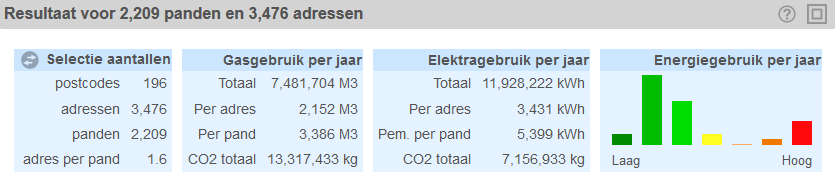 Resultaat voor 2,209 panden en 3,476 adressen
Selectie aantallen
postcodes 196
adressen 3,476
panden 2,209
adres per pand 1.6
Gasgebruik per jaar
Totaal 7,481,704 M3
Per adres 2,152 M3
Per pand 3,386 M3
CO2 totaal 13,317,433 kg
Elektragebruik per jaar
Totaal 11,928,222 kWh
Per adres 3,431 kWh
Pem. per pand 5,399 kWh
CO2 totaal 7,156,933 kg
Energiegebruik per jaar
Laag Hoog